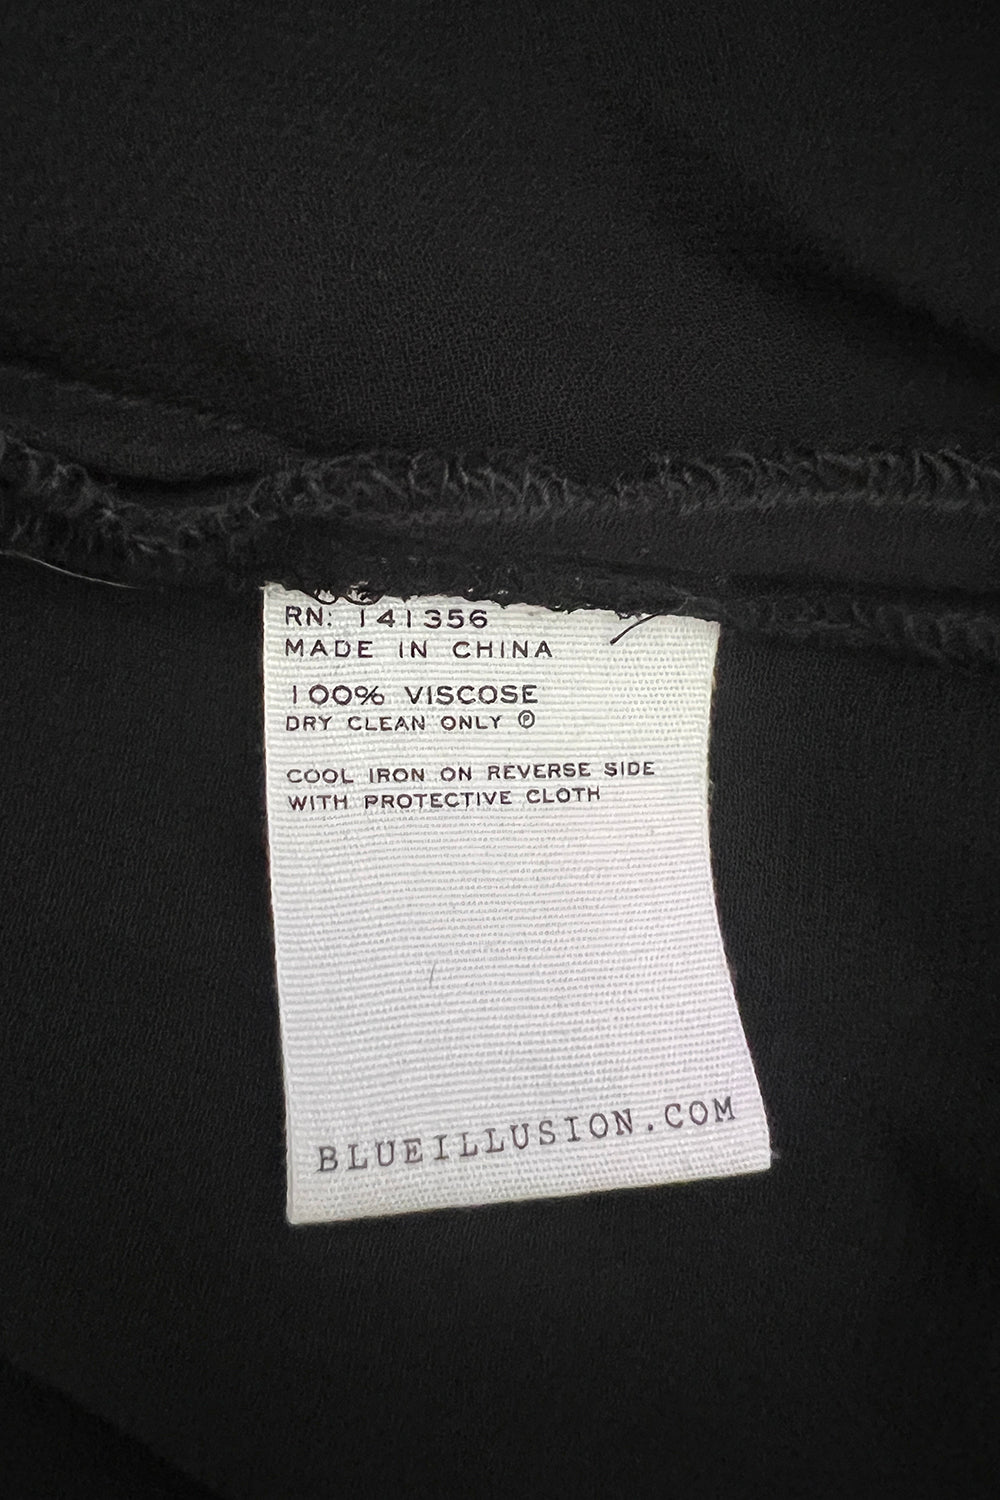 RN: 141356
MADE IN CHINA
100% VISCOSE
DRY CLEAN ONLY Ⓟ
COOL IRON ON REVERSE SIDE
WITH PROTECTIVE CLOTH
BLUEILLUSION.COM